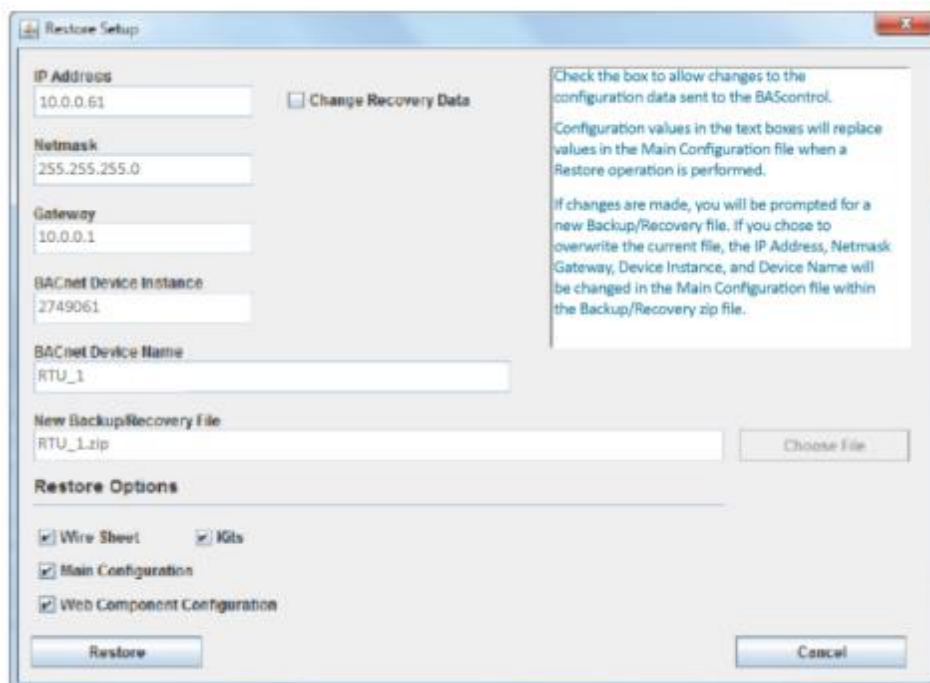 Restore Setup
IP Address
10.0.0.61
Change Recovery Data
Netmask
255.255.255.0
Gateway
10.0.0.1
BACnet Device Instance
2749061
BACnet Device Name
RTU_1
Check the box to allow changes to the
configuration data sent to the BAScontrol.
Configuration values in the text boxes will replace
values in the Main Configuration file when a
Restore operation is performed.
If changes are made, you will be prompted for a
new Backup/Recovery file. If you chose to
overwrite the current file, the IP Address, Netmask
Gateway, Device Instance, and Device Name will
be changed in the Main Configuration file within
the Backup/Recovery zip file.
New Backup/Recovery File
RTU_1.zip
Choose File
Restore Options
Wire Sheet
Kits
Main Configuration
Web Component Configuration
Restore
Cancel